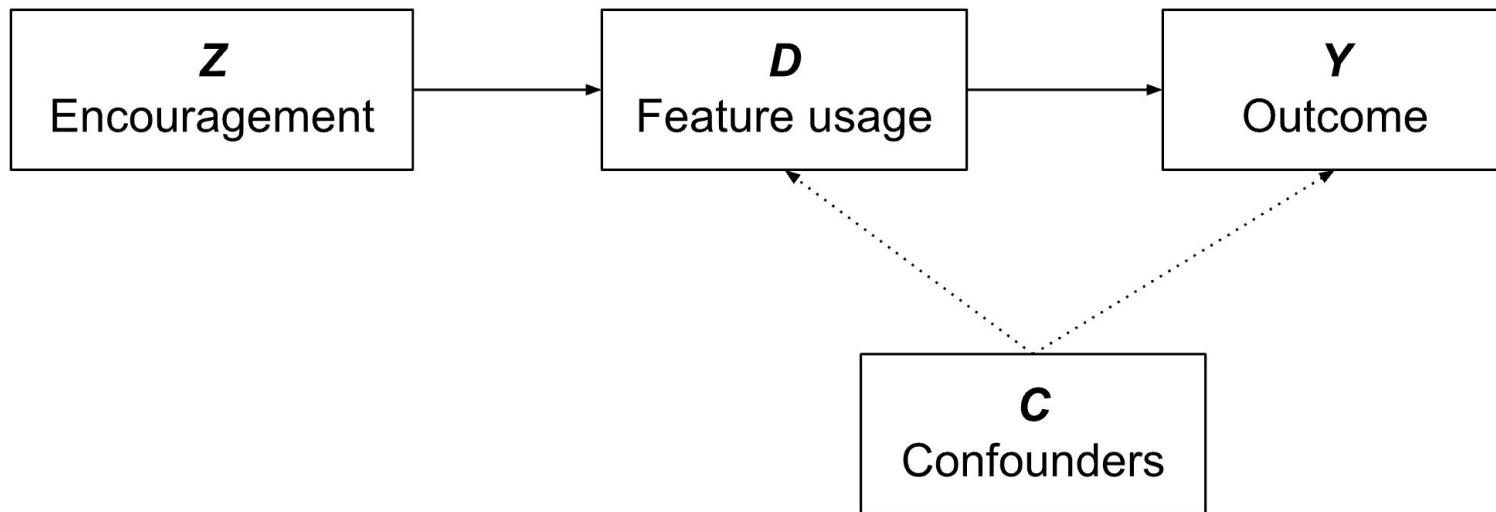 Z
Encouragement
D
Feature usage
Y
Outcome
C
Confounders